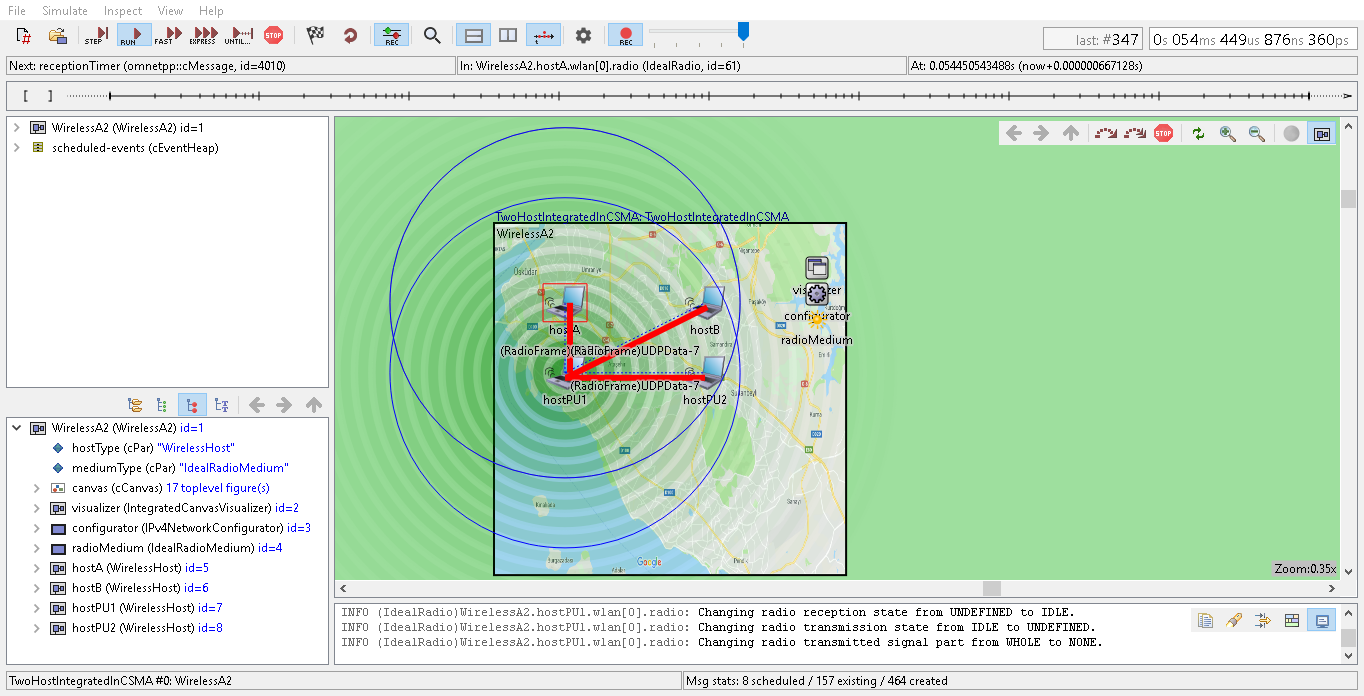 File Simulate Inspect View Help
STEP RUN FAST EXPRESS UNTIL... STOP REC REC
last: #347 0s 054ms 449us 876ns 360ps
Next: receptionTimer (omnetpp::cMessage, id=4010) In: WirelessA2.hostA.wlan[0].radio (IdealRadio, id=61) At: 0.054450543488s (now+0.000000667128s)
[ ]
WirelessA2 (WirelessA2) id=1
scheduled-events (cEventHeap)
STOP
TwoHostIntegratedInCSMA: TwoHostIntegratedInCSMA
WirelessA2
Üsküdar
Ümraniye
hostA
hostB
configurator
radioMedium
(RadioFrame)(RadioFrame)UDPData-7
(RadioFrame)UDPData-7
hostPU1
hostPU2
Google
Zoom:0.35x
WirelessA2 (WirelessA2) id=1
hostType (cPar) "WirelessHost"
mediumType (cPar) "IdealRadioMedium"
canvas (cCanvas) 17 toplevel figure(s)
visualizer (IntegratedCanvasVisualizer) id=2
configurator (IPv4NetworkConfigurator) id=3
radioMedium (IdealRadioMedium) id=4
hostA (WirelessHost) id=5
hostB (WirelessHost) id=6
hostPU1 (WirelessHost) id=7
hostPU2 (WirelessHost) id=8
INFO (IdealRadio)WirelessA2.hostPU1.wlan[0].radio: Changing radio reception state from UNDEFINED to IDLE.
INFO (IdealRadio)WirelessA2.hostPU1.wlan[0].radio: Changing radio transmission state from IDLE to UNDEFINED.
INFO (IdealRadio)WirelessA2.hostPU1.wlan[0].radio: Changing radio transmitted signal part from WHOLE to NONE.
TwoHostIntegratedInCSMA #0: WirelessA2
Msg stats: 8 scheduled / 157 existing / 464 created